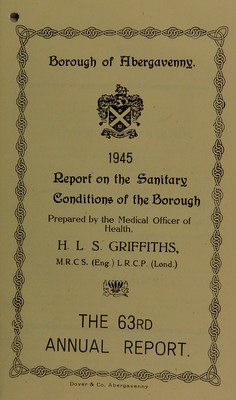 Borough of Abergavenny.
1945
Report on the Sanitary
Conditions of the Borough
Prepared by the Medical Officer of
Health.
H. L. S. GRIFFITHS,
M.R.C S. (Eng ) L R.C.P. (Lond.)
THE 63RD
ANNUAL REPORT.
Dover & Co, Abergavenny